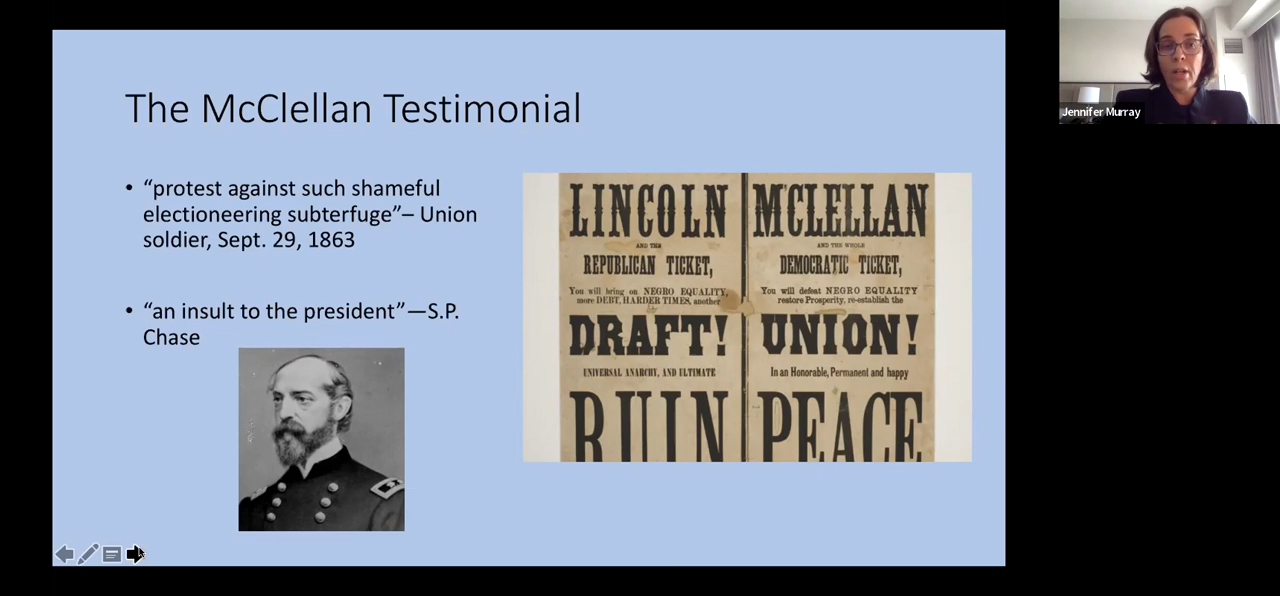 The McClellan Testimonial
• “protest against such shameful
electioneering subterfuge”– Union
soldier, Sept. 29, 1863
• “an insult to the president”—S.P.
Chase
LINCOLN
AND THE
REPUBLICAN TICKET,
You will bring on NEGRO EQUALITY,
more DEBT, HARDER TIMES, another
DRAFT!
UNIVERSAL ANARCHY, AND ULTIMATE
RUIN
MCCLELLAN
AND THE WHOLE
DEMOCRATIC TICKET,
You will defeat NEGRO EQUALITY
restore Prosperity, re-establish the
UNION!
In an Honorable, Permanent and happy
PEACE
Jennifer Murray